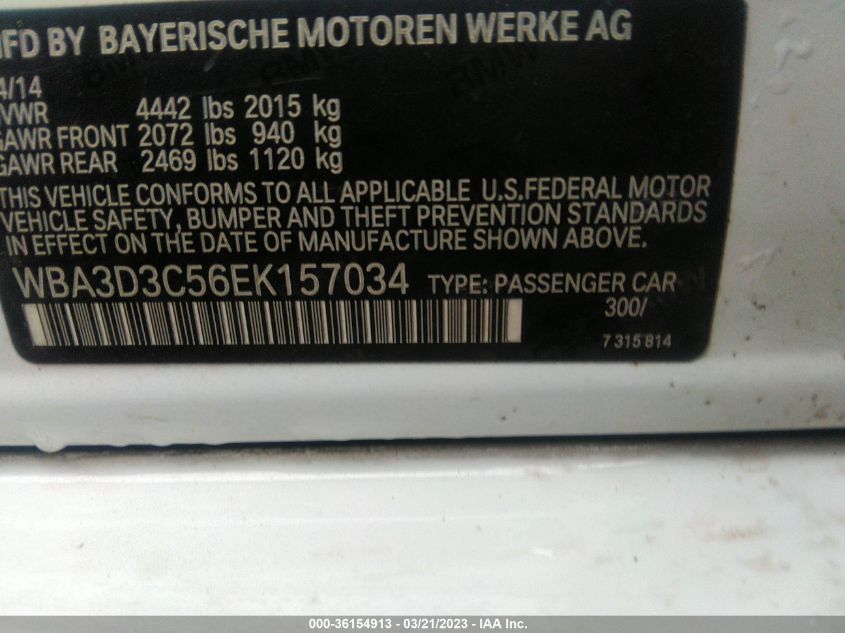 MFD BY BAYERISCHE MOTOREN WERKE AG
4/14
GVWR 4442 lbs 2015 kg
GAWR FRONT 2072 lbs 940 kg
GAWR REAR 2469 lbs 1120 kg
THIS VEHICLE CONFORMS TO ALL APPLICABLE U.S.FEDERAL MOTOR
VEHICLE SAFETY, BUMPER AND THEFT PREVENTION STANDARDS
IN EFFECT ON THE DATE OF MANUFACTURE SHOWN ABOVE.
WBA3D3C56EK157034 TYPE: PASSENGER CAR
300/
7 315 814
000-36154913 - 03/21/2023 - IAA Inc.